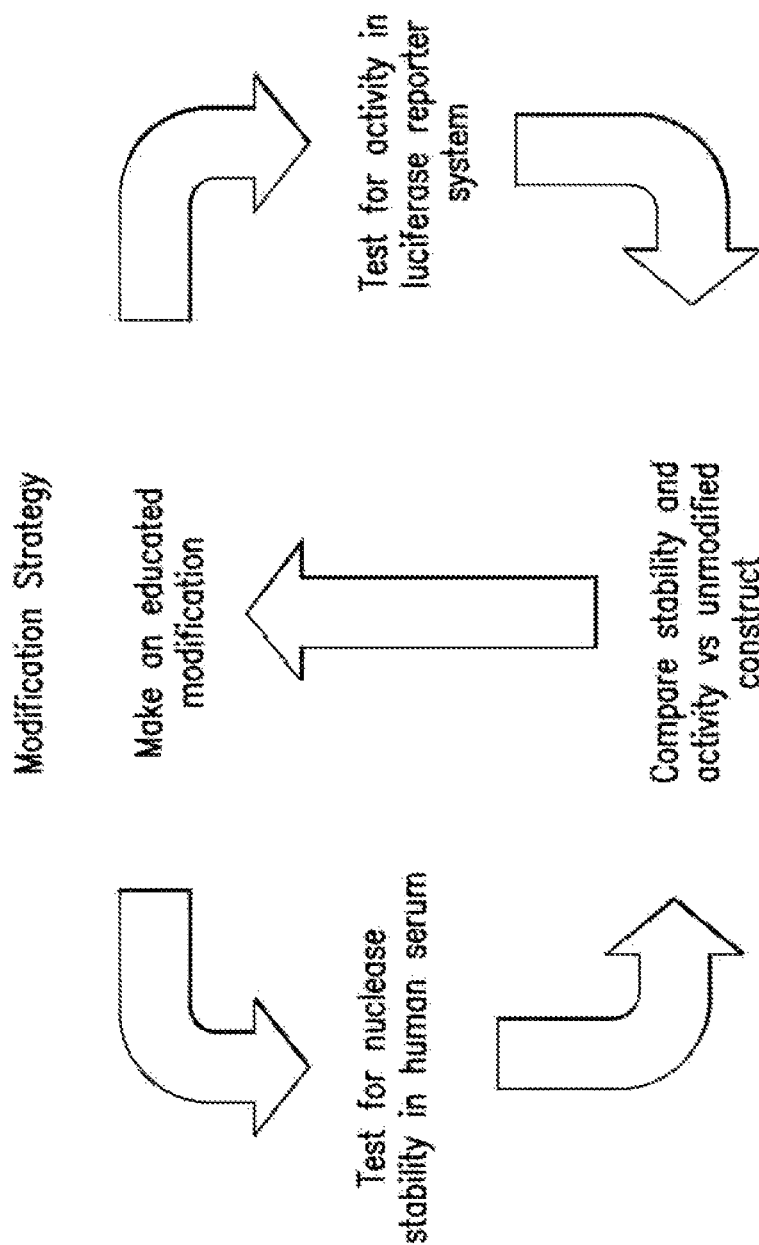 Modification Strategy
Make an educated
modification
Test for nuclease
stability in human serum
Test for activity in
luciferase reporter
system
Compare stability and
activity vs unmodified
construct